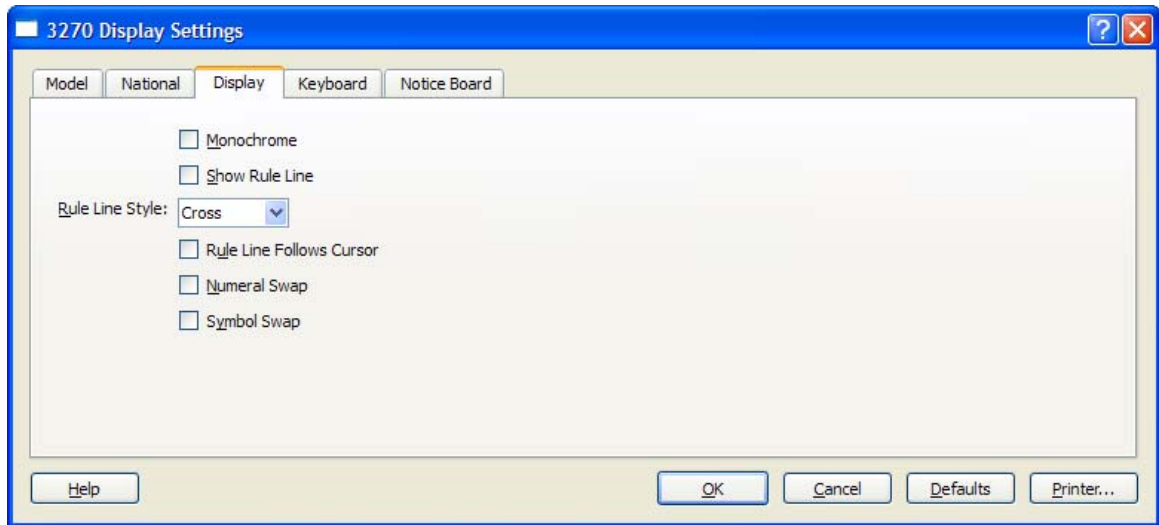 3270 Display Settings
Model National Display Keyboard Notice Board
Monochrome
Show Rule Line
Rule Line Style: Cross
Rule Line Follows Cursor
Numeral Swap
Symbol Swap
Help OK Cancel Defaults Printer...